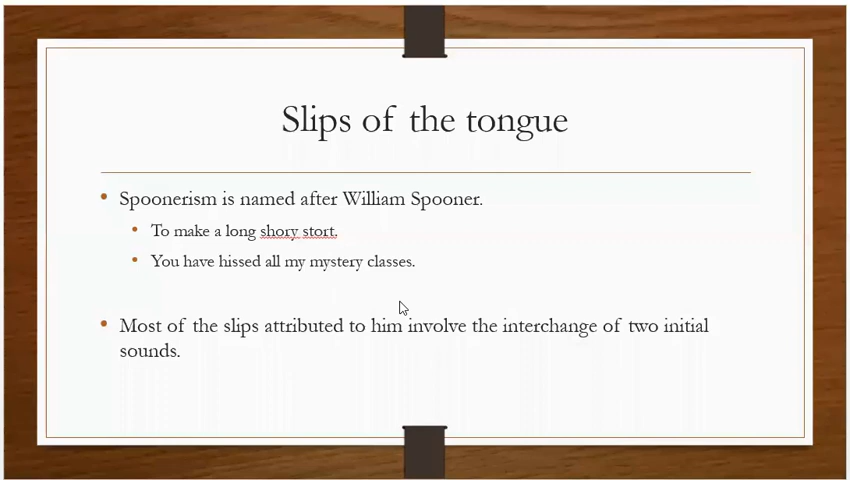 Slips of the tongue
• Spoonerism is named after William Spooner.
• To make a long shory stort.
• You have hissed all my mystery classes.
• Most of the slips attributed to him involve the interchange of two initial
sounds.